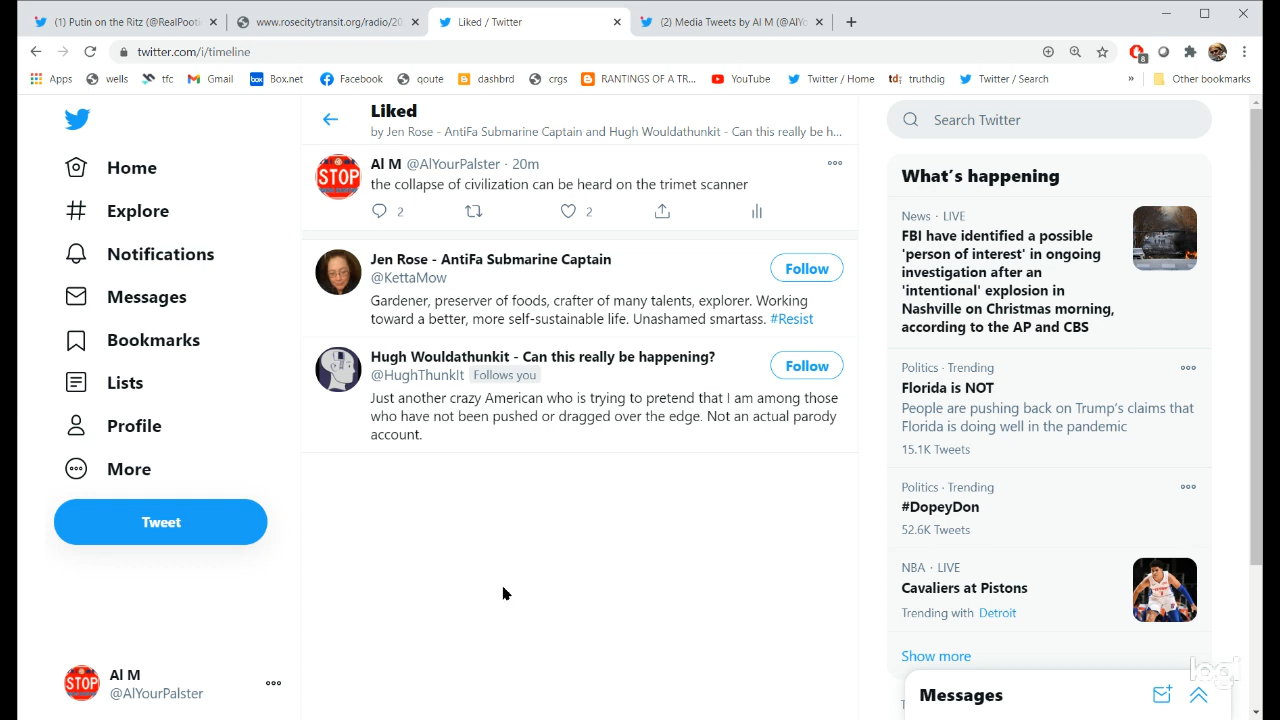 (1) Putin on the Ritz (@RealPooti
www.rosecitytransit.org/radio/20
Liked / Twitter
(2) Media Tweets by Al M (@AlYo
twitter.com/i/timeline
8
Apps
wells
tfc
Gmail
box
Box.net
Facebook
qoute
dashbrd
crgs
RANTINGS OF A TR...
YouTube
Twitter / Home
td:
truthdig
Twitter / Search
»
Other bookmarks
Home
Explore
Notifications
Messages
Bookmarks
Lists
Profile
More
Tweet
STOP
Al M
@AlYourPalster
Liked
by Jen Rose - AntiFa Submarine Captain and Hugh Wouldathunkit - Can this really be h...
STOP
Al M @AlYourPalster · 20m
the collapse of civilization can be heard on the trimet scanner
2
2
Jen Rose - AntiFa Submarine Captain
@KettaMow
Follow
Gardener, preserver of foods, crafter of many talents, explorer. Working
toward a better, more self-sustainable life. Unashamed smartass. #Resist
Hugh Wouldathunkit - Can this really be happening?
@HughThunkIt Follows you
Follow
Just another crazy American who is trying to pretend that I am among those
who have not been pushed or dragged over the edge. Not an actual parody
account.
Search Twitter
What's happening
News · LIVE
FBI have identified a possible
'person of interest' in ongoing
investigation after an
'intentional' explosion in
Nashville on Christmas morning,
according to the AP and CBS
Politics · Trending
Florida is NOT
People are pushing back on Trump's claims that
Florida is doing well in the pandemic
15.1K Tweets
Politics · Trending
#DopeyDon
52.6K Tweets
NBA · LIVE
Cavaliers at Pistons
Trending with Detroit
Show more
logi
Messages